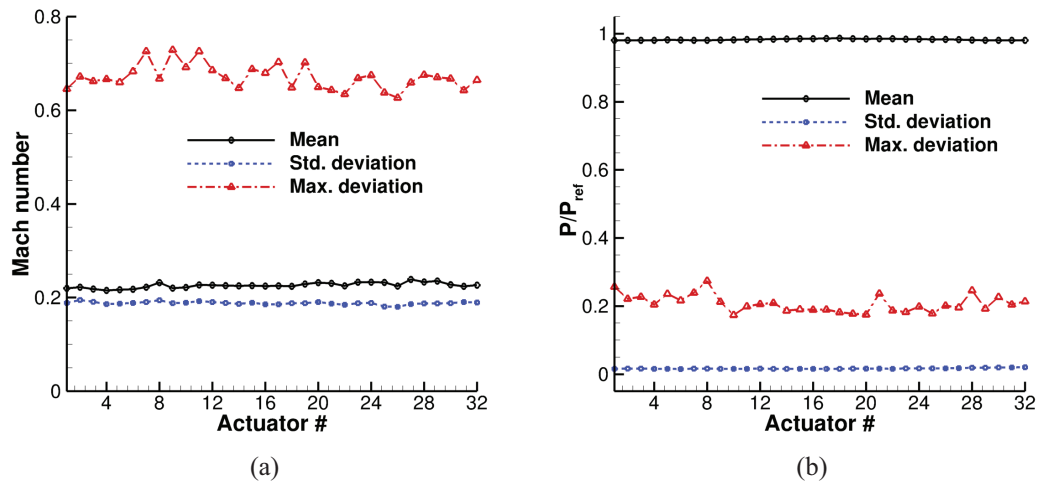 0.8
0.6
0.4
0.2
0
Mach number
Mean
Std. deviation
Max. deviation
4 8 12 16 20 24 28 32
Actuator #
(a)
1
0.8
0.6
0.4
0.2
0
P/Pref
Mean
Std. deviation
Max. deviation
4 8 12 16 20 24 28 32
Actuator #
(b)